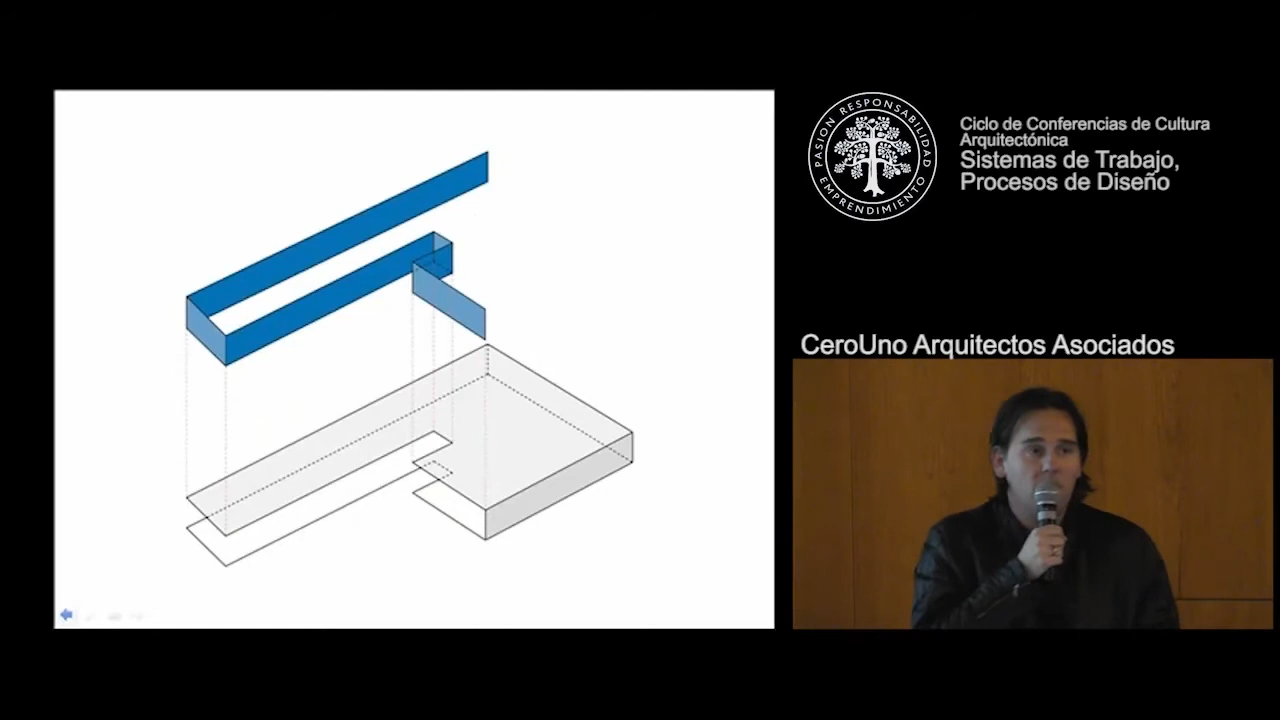 PASION RESPONSABILIDAD
EMPRENDIMIENTO
Ciclo de Conferencias de Cultura
Arquitectónica
Sistemas de Trabajo,
Procesos de Diseño
CeroUno Arquitectos Asociados